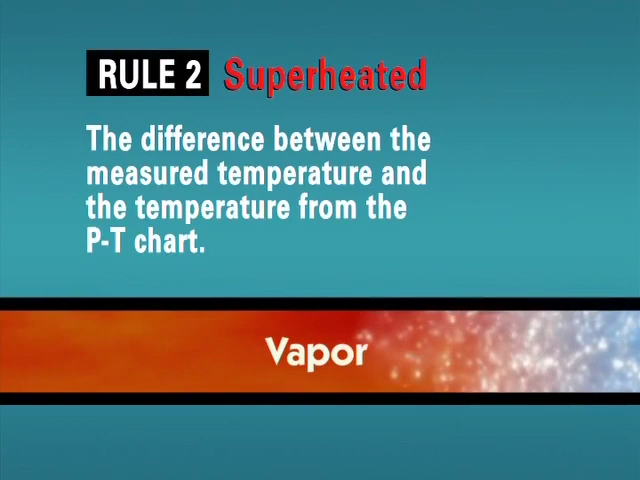 RULE 2 Superheated
The difference between the
measured temperature and
the temperature from the
P-T chart.
Vapor